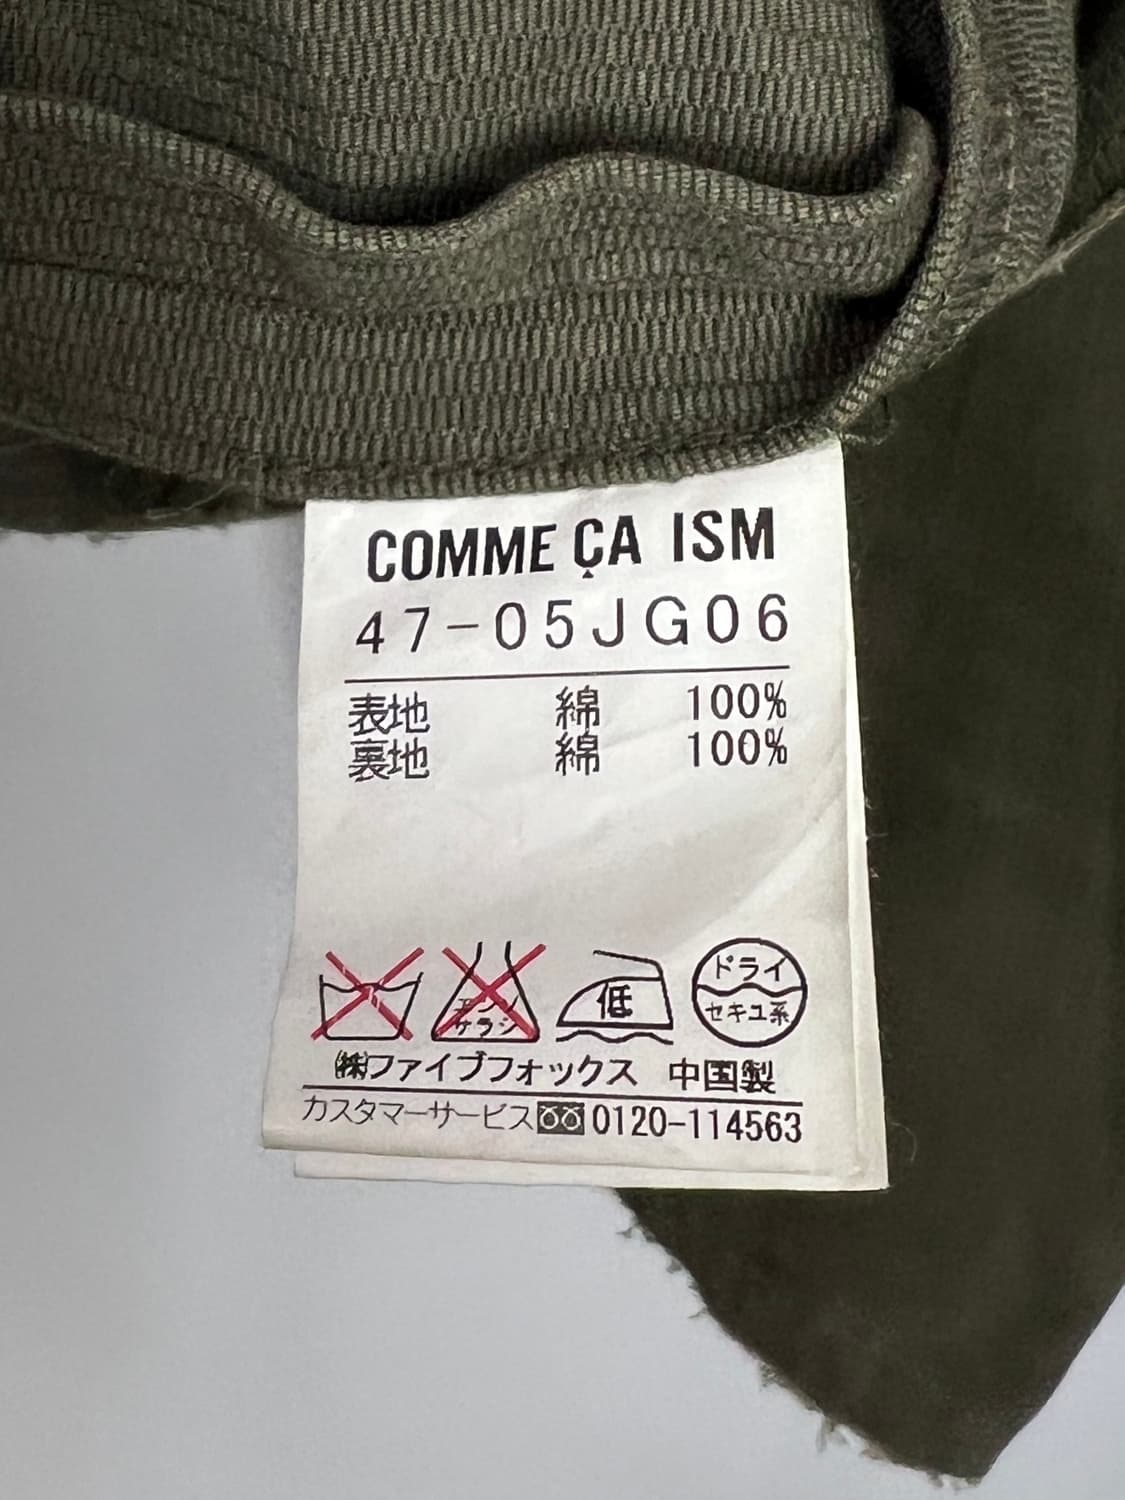 COMME ÇA ISM
47-05JG06
表地 綿 100%
裏地 綿 100%
エンソ
サラシ
低
ドライ
セキユ系
㈱ファイブフォックス 中国製
カスタマーサービス 0120-114563